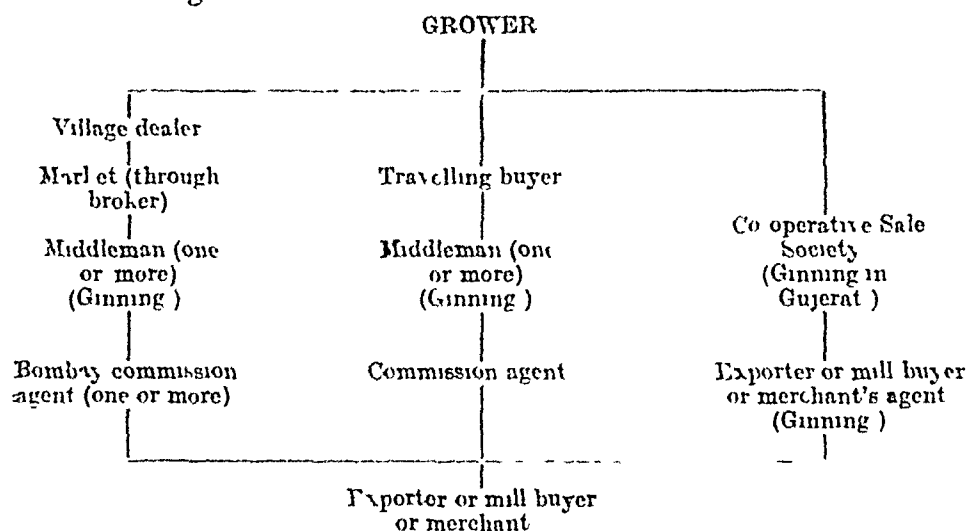 GROWER
Village dealer
Market (through
broker)
Middleman (one
or more)
(Ginning )
Bombay commission
agent (one or more)
Travelling buyer
Middleman (one
or more)
(Ginning )
Commission agent
Co operative Sale
Society
(Ginning in
Gujerat )
Exporter or mill buyer
or merchant's agent
(Ginning )
Exporter or mill buyer
or merchant